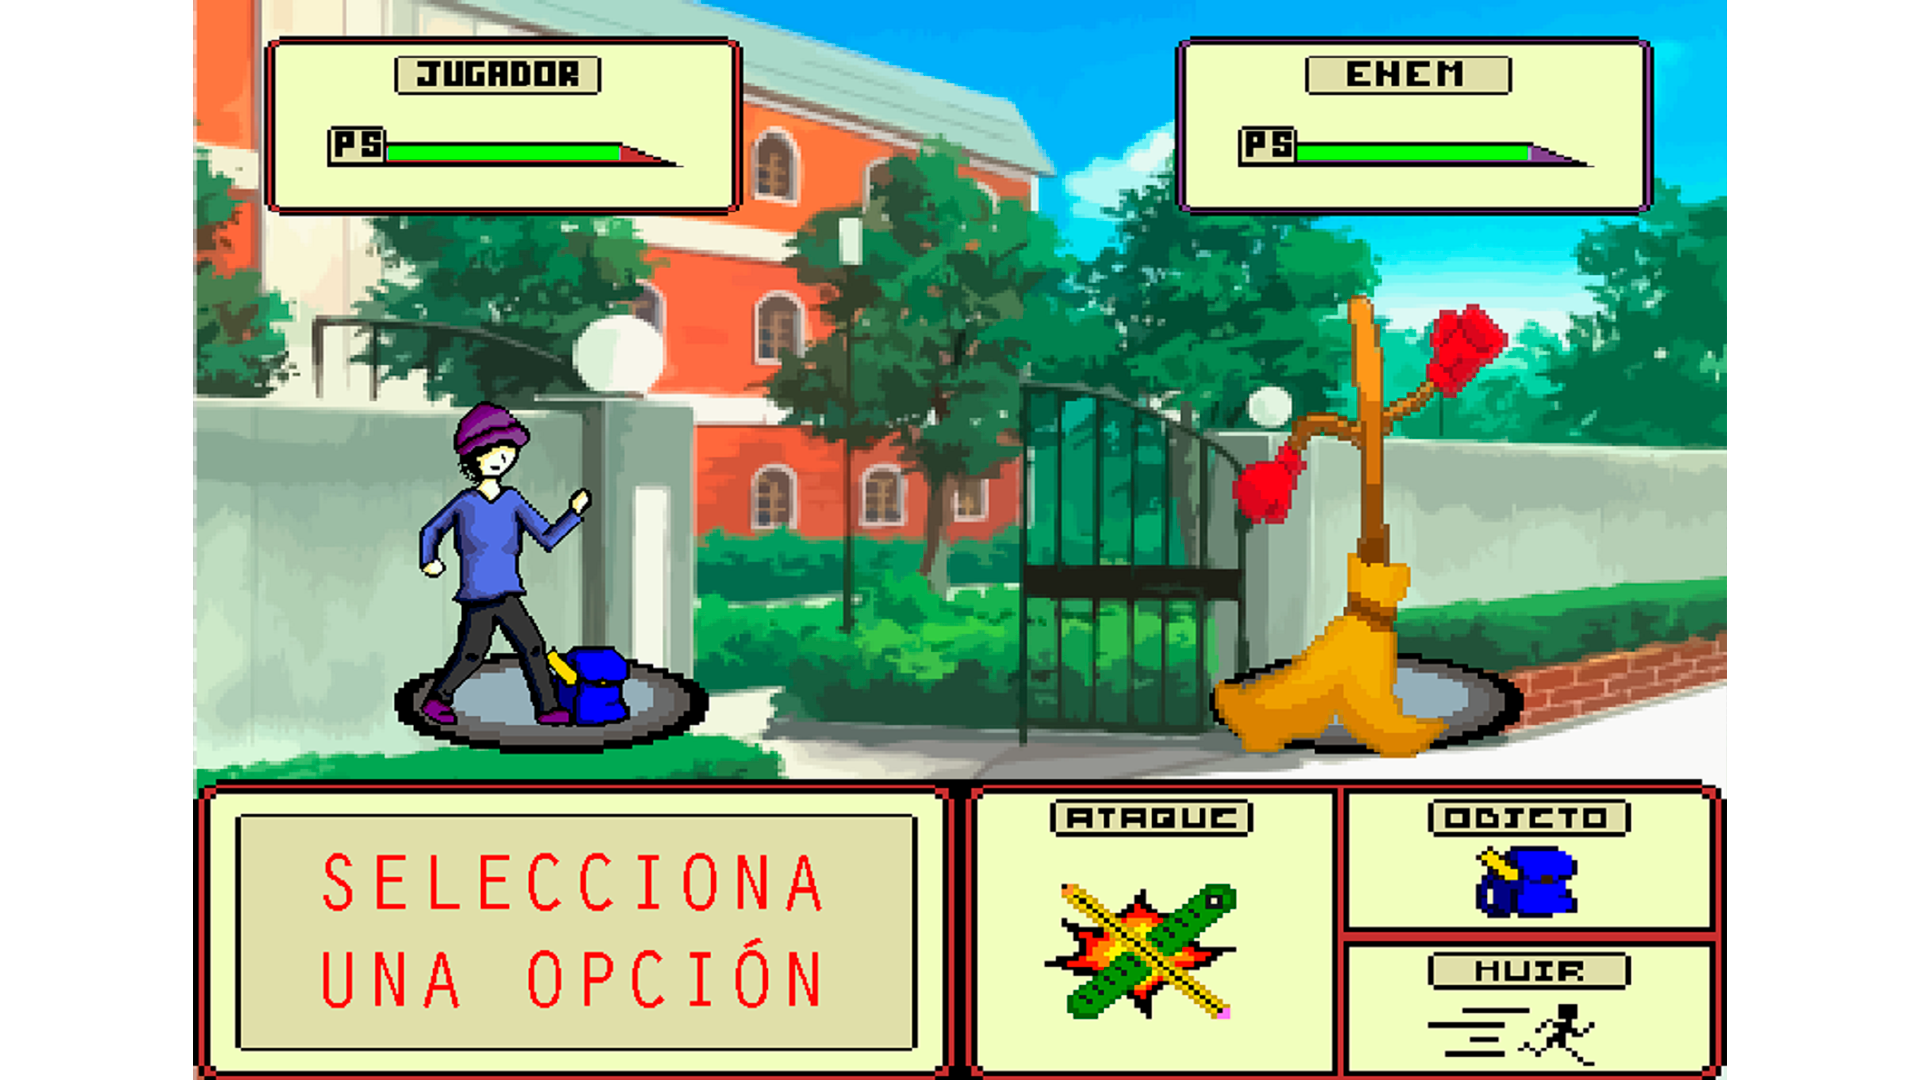 JUGADOR
PS
ENEM
PS
SELECCIONA
UNA OPCIÓN
ATAQUE
OBJETO
HUIR